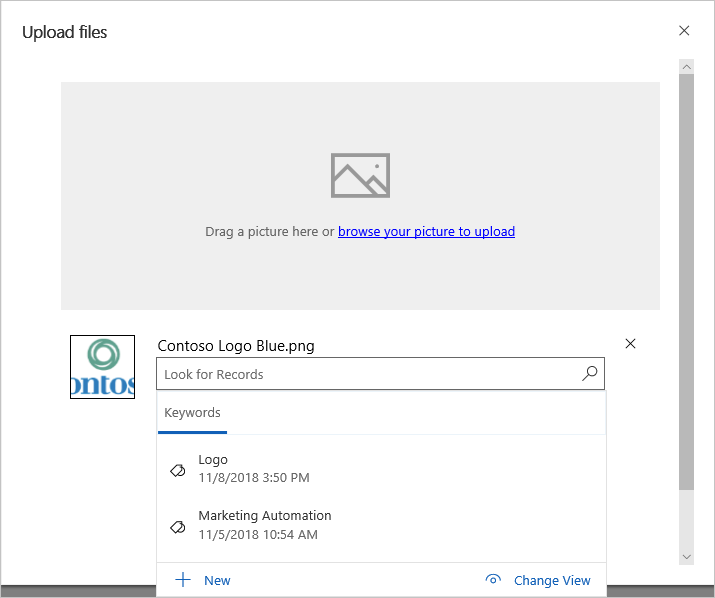 Upload files
Drag a picture here or browse your picture to upload
Contoso Logo Blue.png
ontos
Look for Records
Keywords
Logo
11/8/2018 3:50 PM
Marketing Automation
11/5/2018 10:54 AM
New
Change View